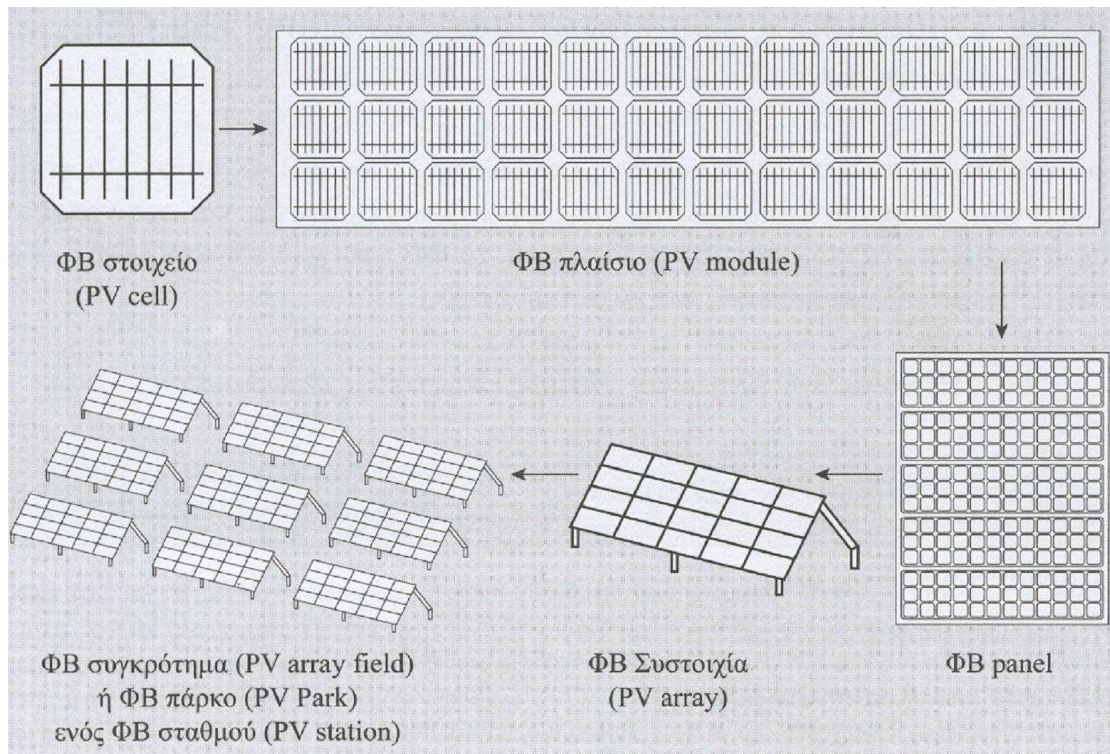 ΦΒ στοιχείο
(PV cell)
ΦΒ πλαίσιο (PV module)
ΦΒ συγκρότημα (PV array field)
ή ΦΒ πάρκο (PV Park)
ενός ΦΒ σταθμού (PV station)
ΦΒ Συστοιχία
(PV array)
ΦΒ panel